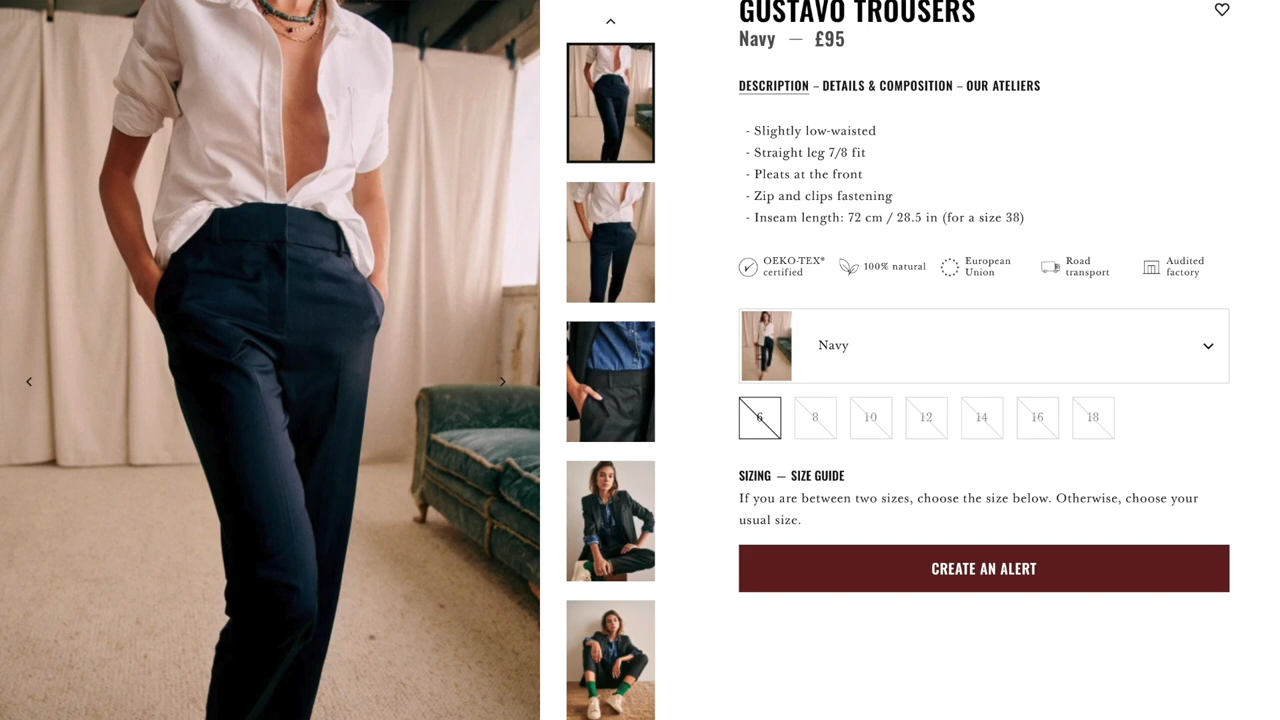 GUSTAVO TROUSERS
Navy — £95
DESCRIPTION – DETAILS & COMPOSITION – OUR ATELIERS
- Slightly low-waisted
- Straight leg 7/8 fit
- Pleats at the front
- Zip and clips fastening
- Inseam length: 72 cm / 28.5 in (for a size 38)
OEKO-TEX®
certified
100% natural
European
Union
Road
transport
Audited
factory
Navy
6 8 10 12 14 16 18
SIZING — SIZE GUIDE
If you are between two sizes, choose the size below. Otherwise, choose your
usual size.
CREATE AN ALERT